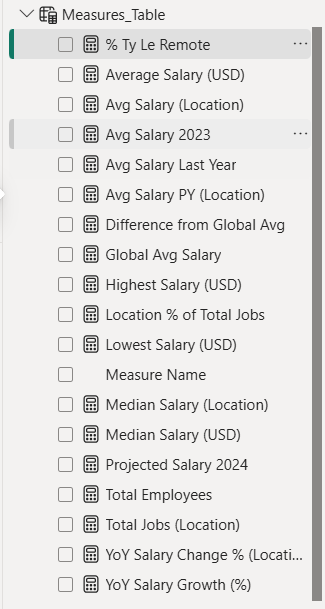 Measures_Table
% Ty Le Remote
Average Salary (USD)
Avg Salary (Location)
Avg Salary 2023
Avg Salary Last Year
Avg Salary PY (Location)
Difference from Global Avg
Global Avg Salary
Highest Salary (USD)
Location % of Total Jobs
Lowest Salary (USD)
Measure Name
Median Salary (Location)
Median Salary (USD)
Projected Salary 2024
Total Employees
Total Jobs (Location)
YoY Salary Change % (Locati...
YoY Salary Growth (%)